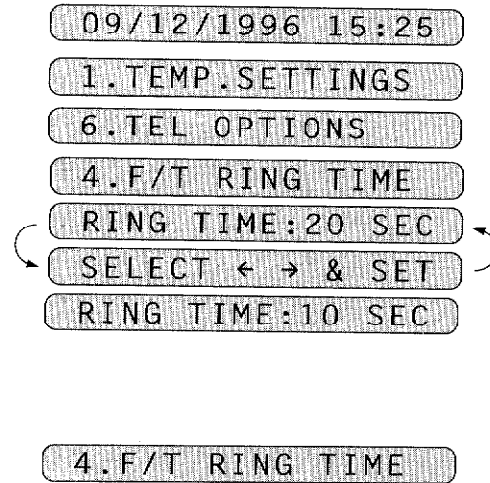 09/12/1996 15:25
1.TEMP.SETTINGS
6.TEL OPTIONS
4.F/T RING TIME
RING TIME:20 SEC
SELECT ← → & SET
RING TIME:10 SEC
4.F/T RING TIME